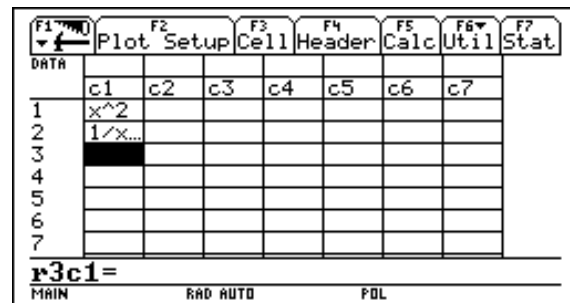 F1 F2 F3 F4 F5 F6 F7
Plot Setup Cell Header Calc Util Stat
DATA
c1 c2 c3 c4 c5 c6 c7
1 x^2
2 1/x…
3
4
5
6
7
r3c1=
MAIN RAD AUTO POL